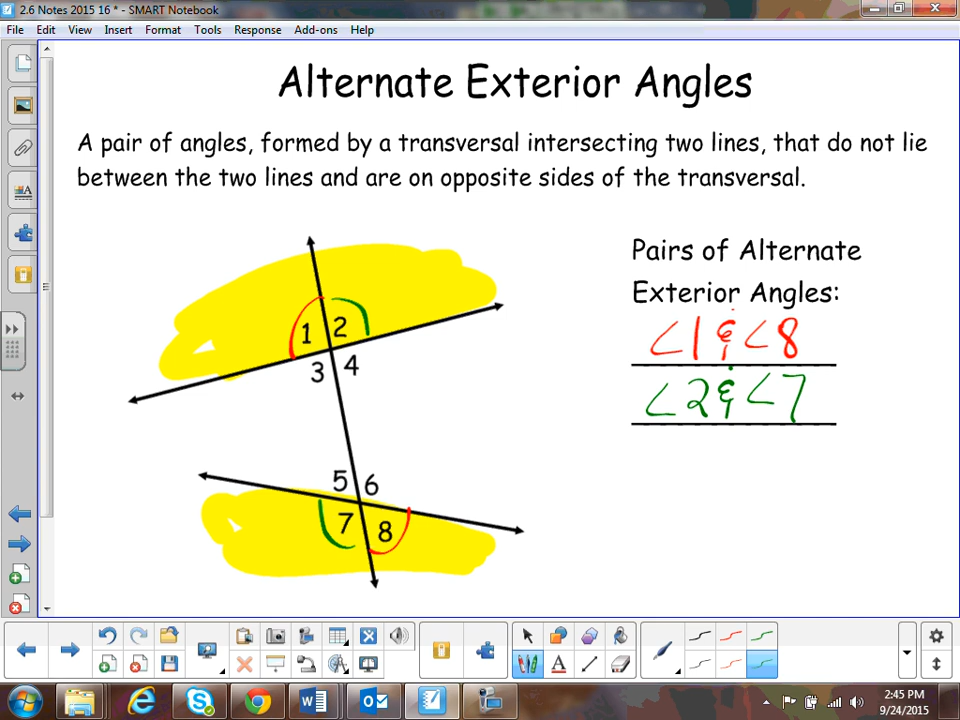 2.6 Notes 2015 16 * - SMART Notebook
File Edit View Insert Format Tools Response Add-ons Help
Alternate Exterior Angles
A pair of angles, formed by a transversal intersecting two lines, that do not lie
between the two lines and are on opposite sides of the transversal.
Pairs of Alternate
Exterior Angles:
∠1 & ∠8
∠2 & ∠7
1 2
3 4
5 6
7 8
2:45 PM
9/24/2015